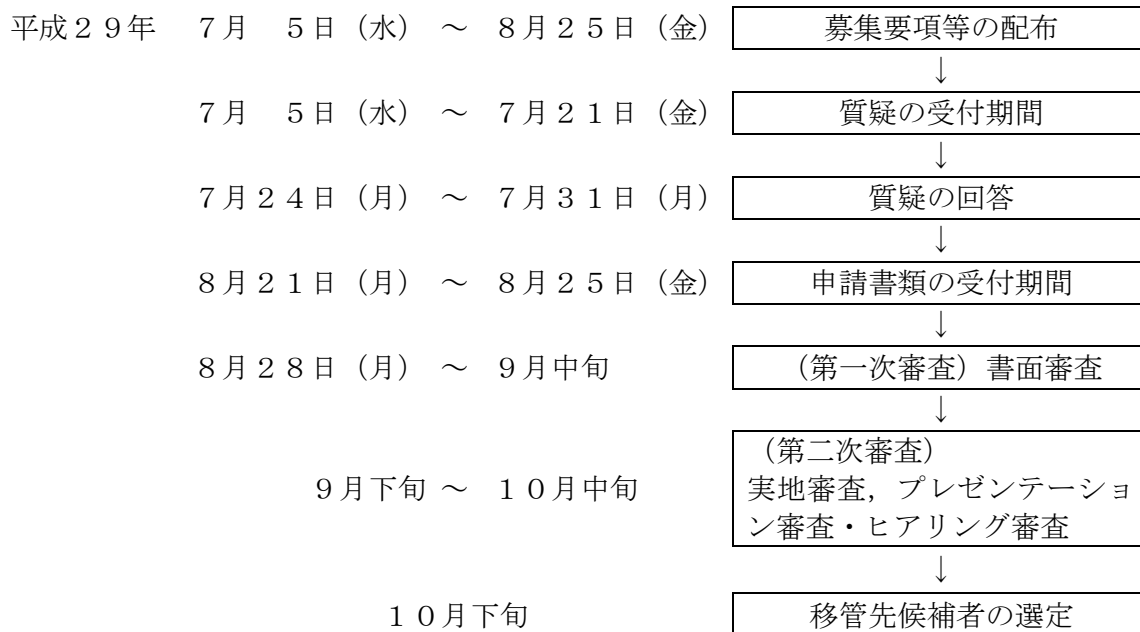 平成２９年　７月　５日（水）　～　８月２５日（金）　募集要項等の配布
↓
７月　５日（水）　～　７月２１日（金）　質疑の受付期間
↓
７月２４日（月）　～　７月３１日（月）　質疑の回答
↓
８月２１日（月）　～　８月２５日（金）　申請書類の受付期間
↓
８月２８日（月）　～　９月中旬　（第一次審査）書面審査
↓
（第二次審査）
９月下旬　～　１０月中旬　実地審査，プレゼンテーショ
ン審査・ヒアリング審査
↓
１０月下旬　移管先候補者の選定